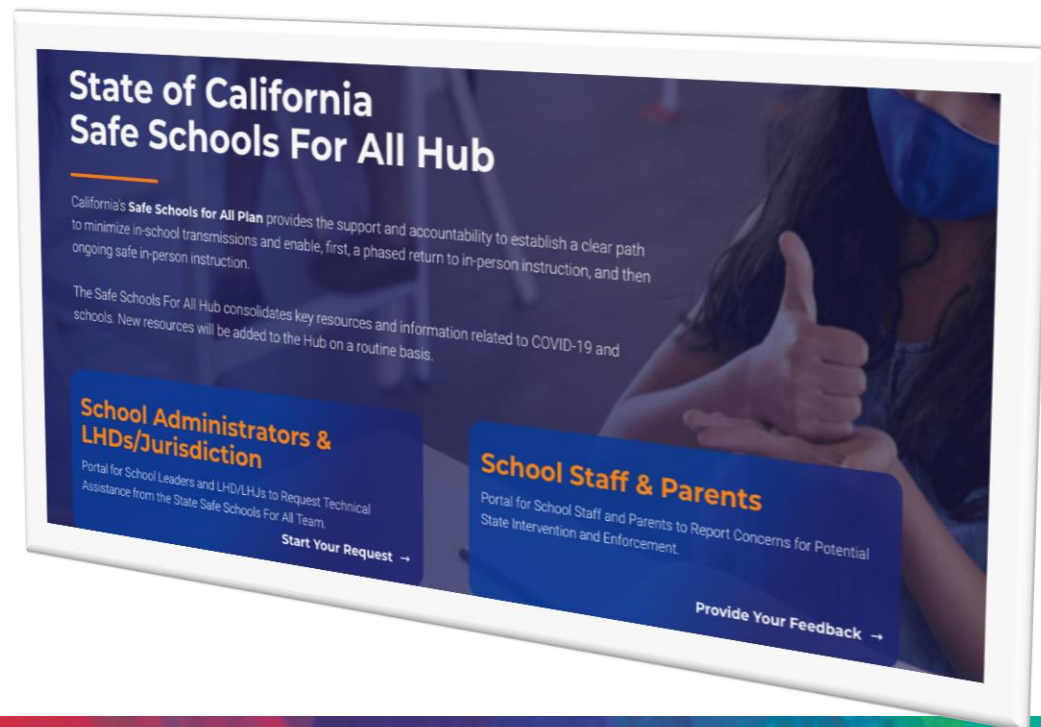 State of California
Safe Schools For All Hub
California's Safe Schools for All Plan provides the support and accountability to establish a clear path
to minimize in-school transmissions and enable, first, a phased return to in-person instruction, and then
ongoing safe in-person instruction.
The Safe Schools For All Hub consolidates key resources and information related to COVID-19 and
schools. New resources will be added to the Hub on a routine basis.
School Administrators &
LHDs/Jurisdiction
Portal for School Leaders and LHD/LHJs to Request Technical
Assistance from the State Safe Schools For All Team.
Start Your Request →
School Staff & Parents
Portal for School Staff and Parents to Report Concerns for Potential
State Intervention and Enforcement.
Provide Your Feedback →